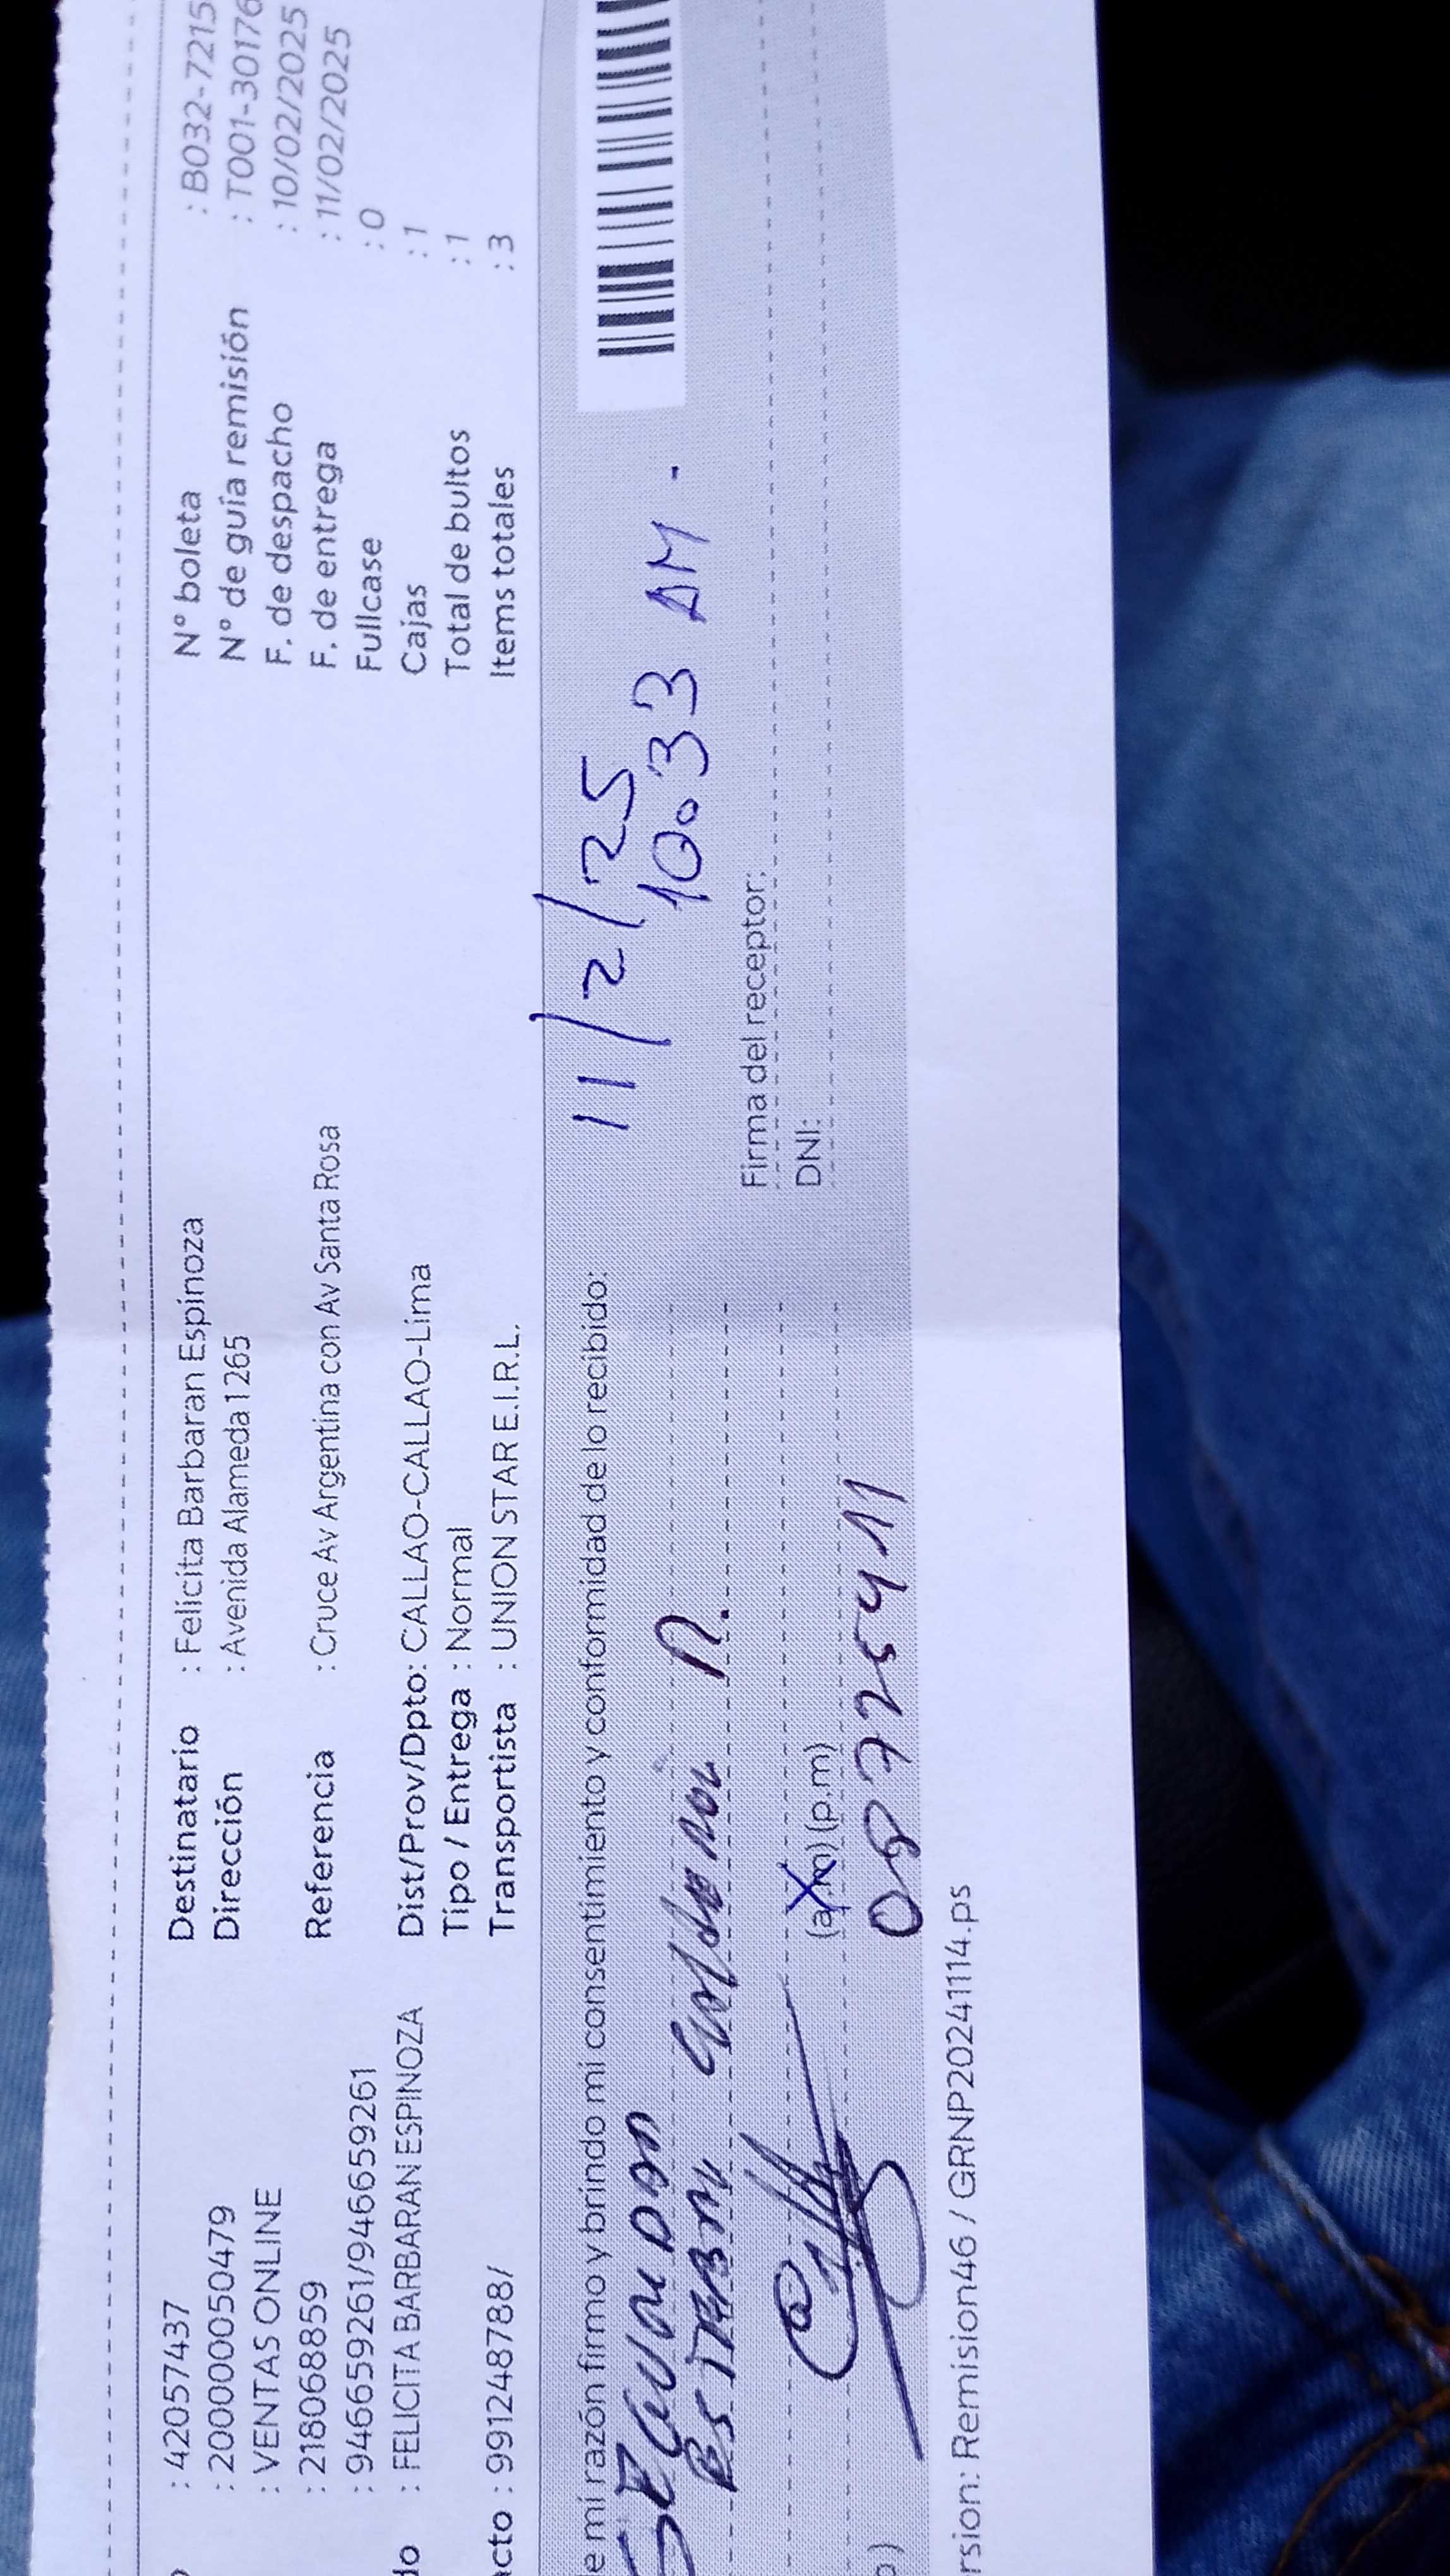 : 42057437
: 2000000050479
: VENTAS ONLINE
: 218068859
: 946659261/946659261
do : FELICITA BARBARAN ESPINOZA
acto : 991248788/
Destinatario : Felicita Barbaran Espinoza
Dirección : Avenida Alameda 1265
Referencia : Cruce Av Argentina con Av Santa Rosa
Dist/Prov/Dpto: CALLAO-CALLAO-Lima
Tipo / Entrega : Normal
Transportista : UNION STAR E.I.R.L.
N° boleta : B032-7215
N° de guía remisión : T001-30176
F. de despacho : 10/02/2025
F. de entrega : 11/02/2025
Fullcase : 0
Cajas : 1
Total de bultos : 1
Items totales : 3
e mi razón firmo y brindo mi consentimiento y conformidad de lo recibido:
11/2/25
10:33 AM.
Firma del receptor:
DNI:
(a.m)(p.m)
08725411
rsion: Remision46 / GRNP20241114.ps